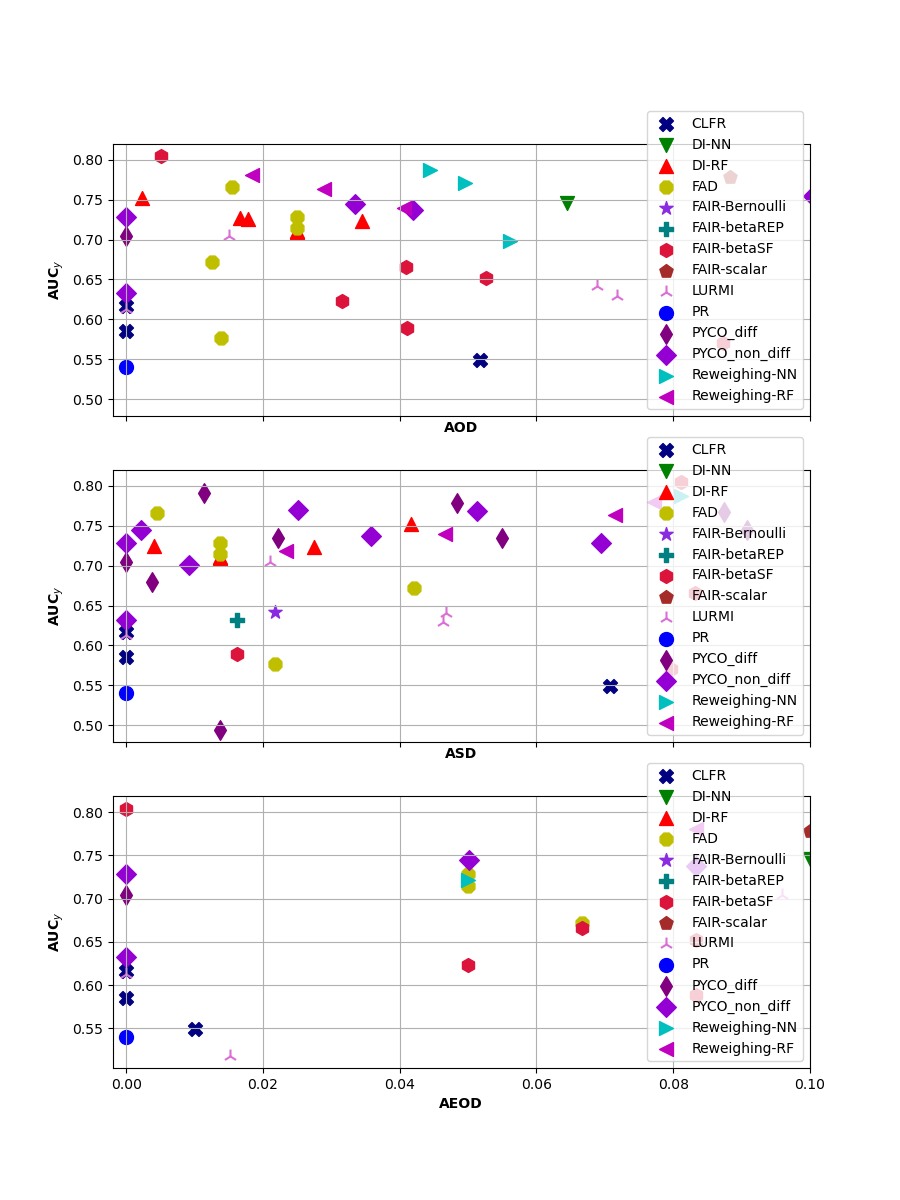 0.80
0.75
0.70
0.65
0.60
0.55
0.50
AUCy
AOD
CLFR
DI-NN
DI-RF
FAD
FAIR-Bernoulli
FAIR-betaREP
FAIR-betaSF
FAIR-scalar
LURMI
PR
PYCO_diff
PYCO_non_diff
Reweighing-NN
Reweighing-RF
0.80
0.75
0.70
0.65
0.60
0.55
0.50
AUCy
ASD
CLFR
DI-NN
DI-RF
FAD
FAIR-Bernoulli
FAIR-betaREP
FAIR-betaSF
FAIR-scalar
LURMI
PR
PYCO_diff
PYCO_non_diff
Reweighing-NN
Reweighing-RF
0.80
0.75
0.70
0.65
0.60
0.55
AUCy
CLFR
DI-NN
DI-RF
FAD
FAIR-Bernoulli
FAIR-betaREP
FAIR-betaSF
FAIR-scalar
LURMI
PR
PYCO_diff
PYCO_non_diff
Reweighing-NN
Reweighing-RF
0.00 0.02 0.04 0.06 0.08 0.10
AEOD